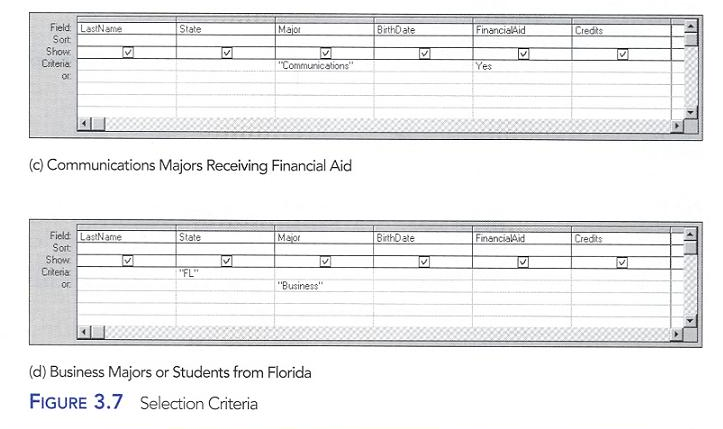 Field: LastName State Major BirthDate FinancialAid Credits
Sort:
Show:
Criteria: "Communications" Yes
or:
(c) Communications Majors Receiving Financial Aid
Field: LastName State Major BirthDate FinancialAid Credits
Sort:
Show:
Criteria: "FL"
or: "Business"
(d) Business Majors or Students from Florida
FIGURE 3.7 Selection Criteria